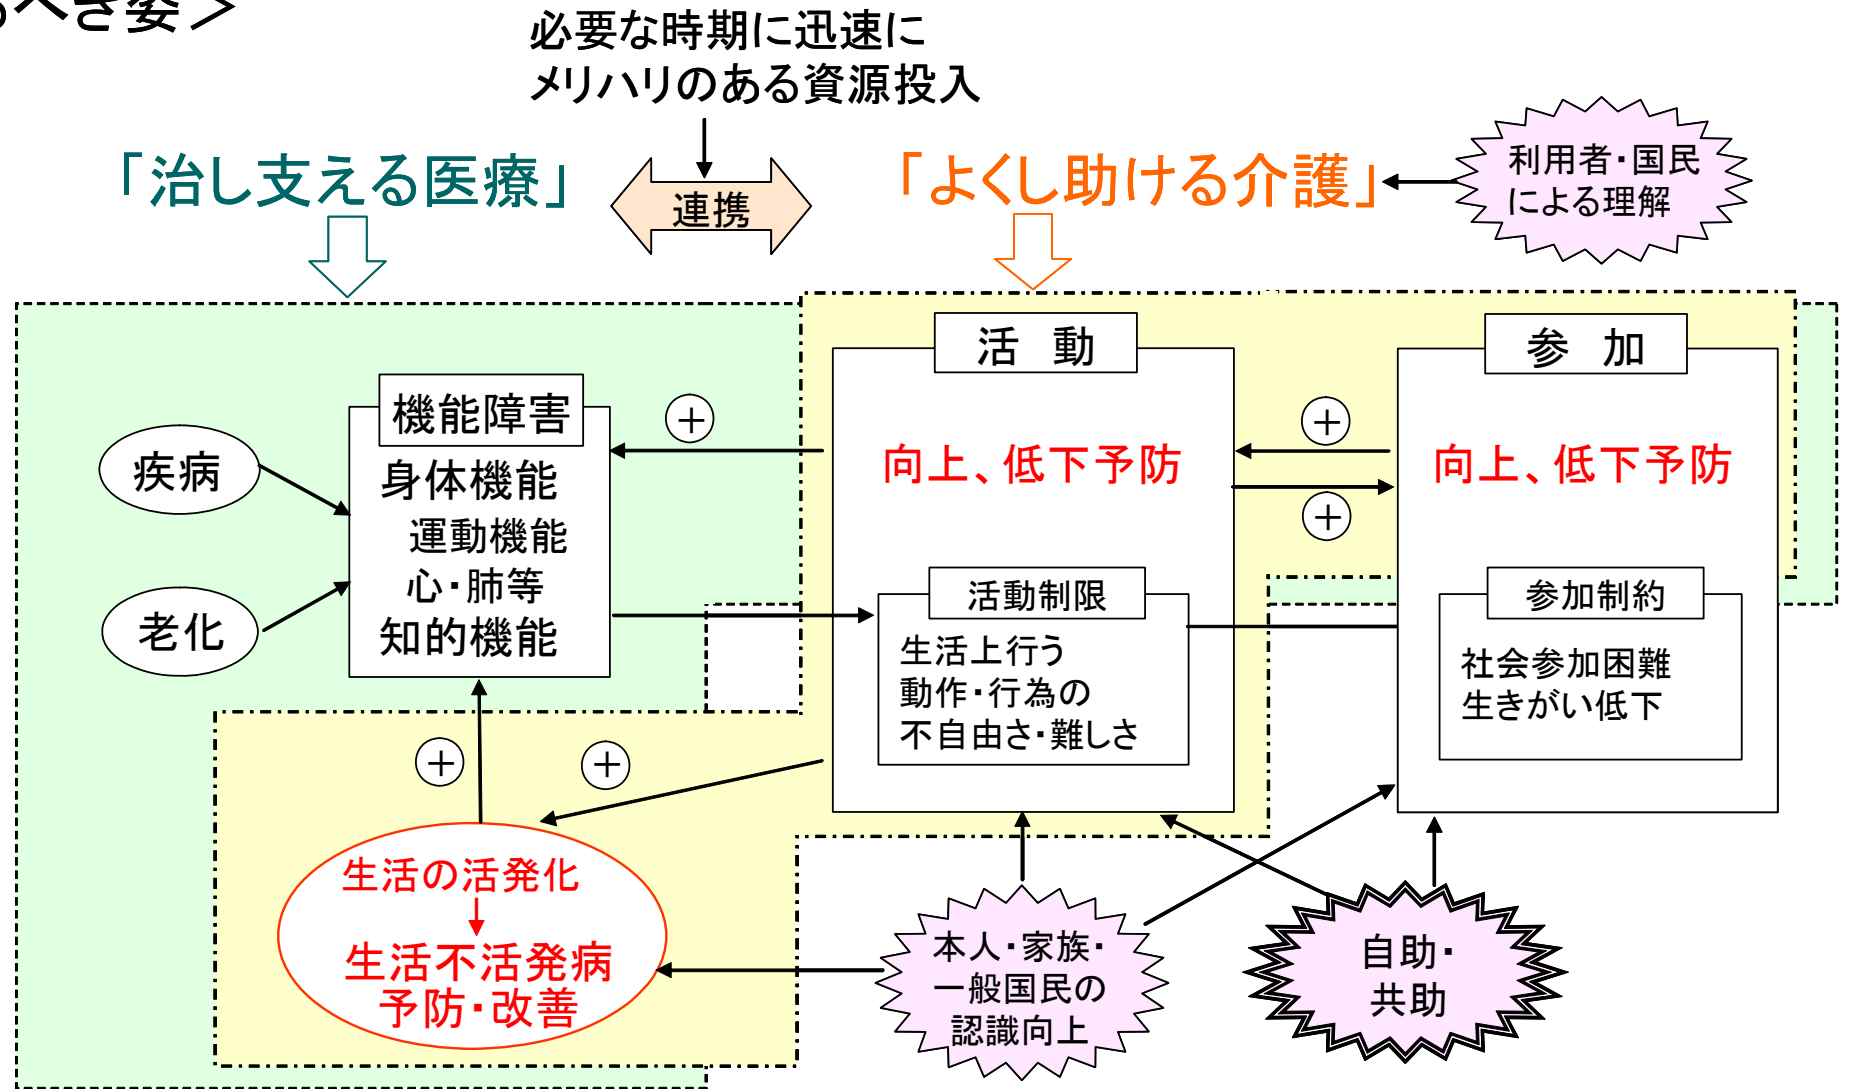 るべき姿＞
必要な時期に迅速に
メリハリのある資源投入
「治し支える医療」
連携
「よくし助ける介護」
利用者・国民
による理解
活　動
参　加
機能障害
＋
＋
疾病
身体機能
運動機能
心・肺等
知的機能
向上、低下予防
向上、低下予防
＋
老化
活動制限
生活上行う
動作・行為の
不自由さ・難しさ
参加制約
社会参加困難
生きがい低下
＋
＋
生活の活発化
生活不活発病
予防・改善
本人・家族・
一般国民の
認識向上
自助・
共助